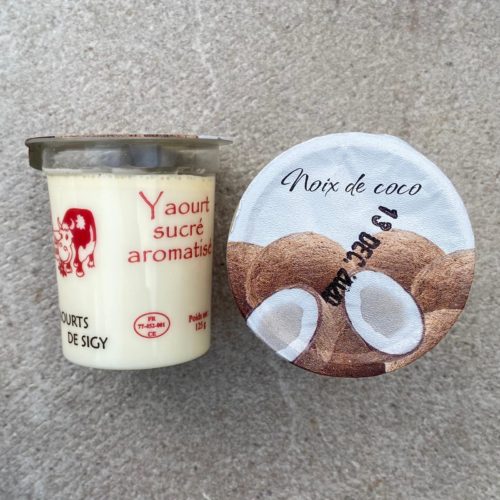 Yaourt
sucré
aromatisé
OURTS
DE SIGY
FR
77-452-001
CE
Poids net :
125 g
Noix de coco
13 DEC